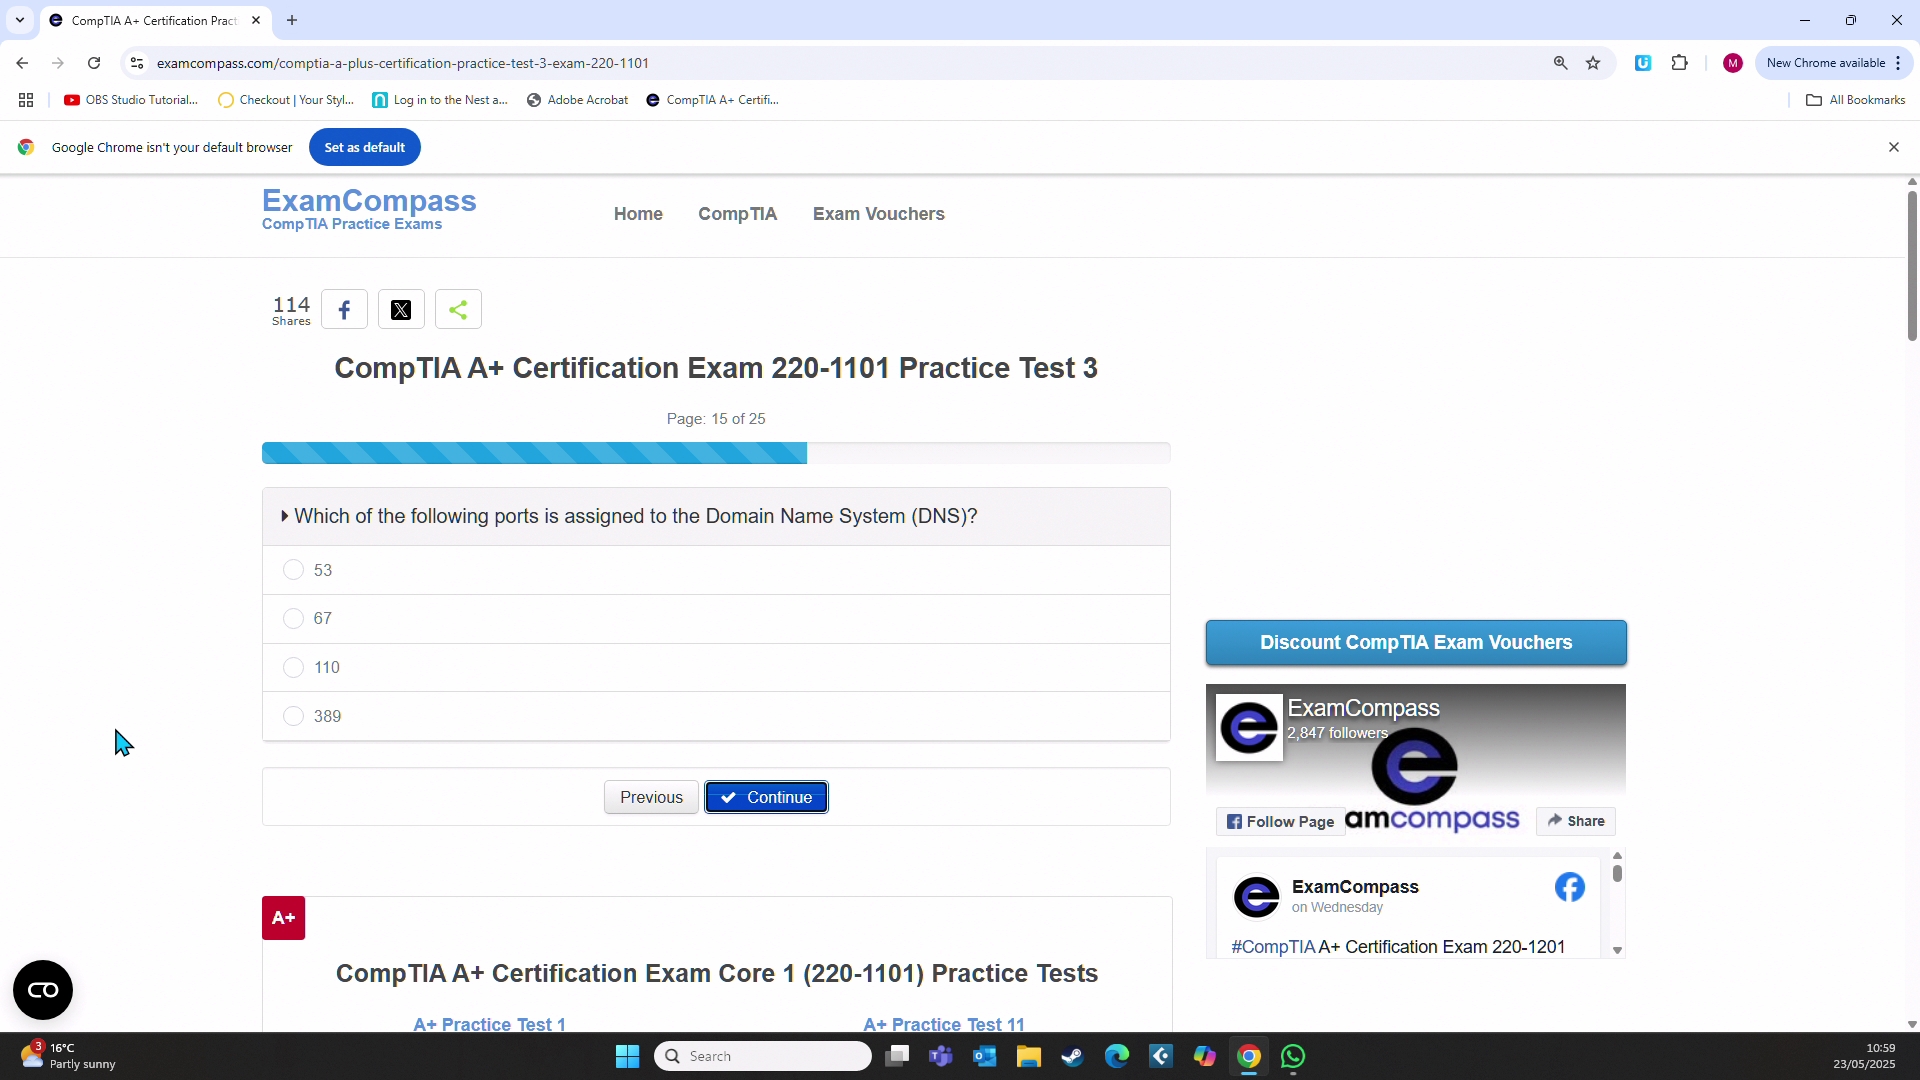 CompTIA A+ Certification Pract
examcompass.com/comptia-a-plus-certification-practice-test-3-exam-220-1101
M
New Chrome available
OBS Studio Tutorial...
Checkout | Your Styl...
Log in to the Nest a...
Adobe Acrobat
CompTIA A+ Certifi...
All Bookmarks
Google Chrome isn't your default browser
Set as default
ExamCompass
CompTIA Practice Exams
Home
CompTIA
Exam Vouchers
114
Shares
CompTIA A+ Certification Exam 220-1101 Practice Test 3
Page: 15 of 25
Which of the following ports is assigned to the Domain Name System (DNS)?
53
67
110
389
Previous
Continue
Discount CompTIA Exam Vouchers
ExamCompass
2,847 followers
Follow Page
amcompass
Share
ExamCompass
on Wednesday
#CompTIA A+ Certification Exam 220-1201
A+
CompTIA A+ Certification Exam Core 1 (220-1101) Practice Tests
A+ Practice Test 1
A+ Practice Test 11
3
16°C
Partly sunny
Search
10:59
23/05/2025